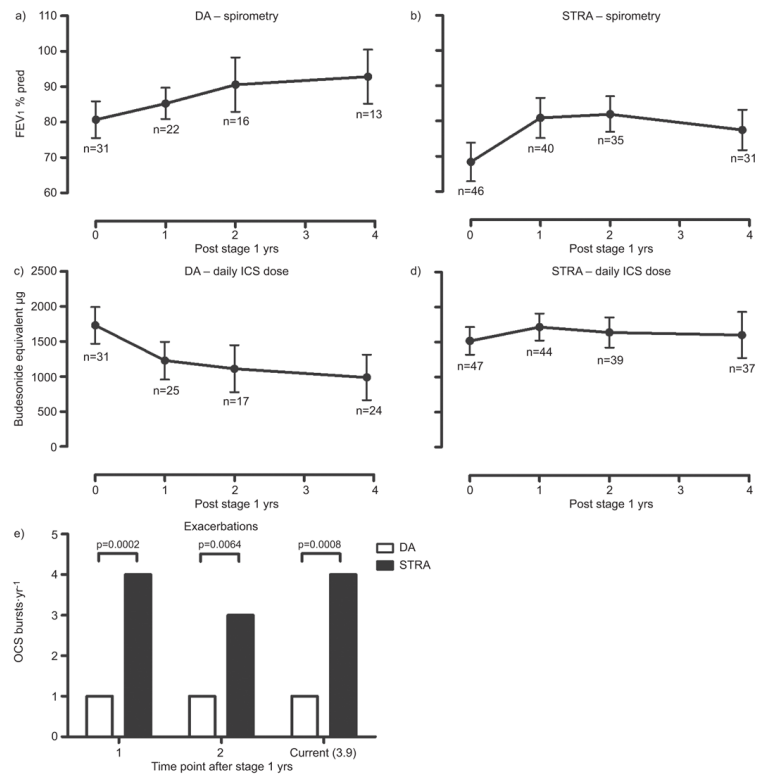 a) DA – spirometry
FEV1 % pred
110
100
90
80
70
60
n=31
n=22
n=16
n=13
0 1 2 3 4
Post stage 1 yrs
b) STRA – spirometry
n=46
n=40
n=35
n=31
0 1 2 3 4
Post stage 1 yrs
c) DA – daily ICS dose
Budesonide equivalent µg
2500
2000
1500
1000
500
0
n=31
n=25
n=17
n=24
0 1 2 3 4
Post stage 1 yrs
d) STRA – daily ICS dose
n=47
n=44
n=39
n=37
0 1 2 3 4
Post stage 1 yrs
e) Exacerbations
OCS bursts·yr⁻¹
5
4
3
2
1
0
p=0.0002 p=0.0064 p=0.0008
DA
STRA
1 2 Current (3.9)
Time point after stage 1 yrs